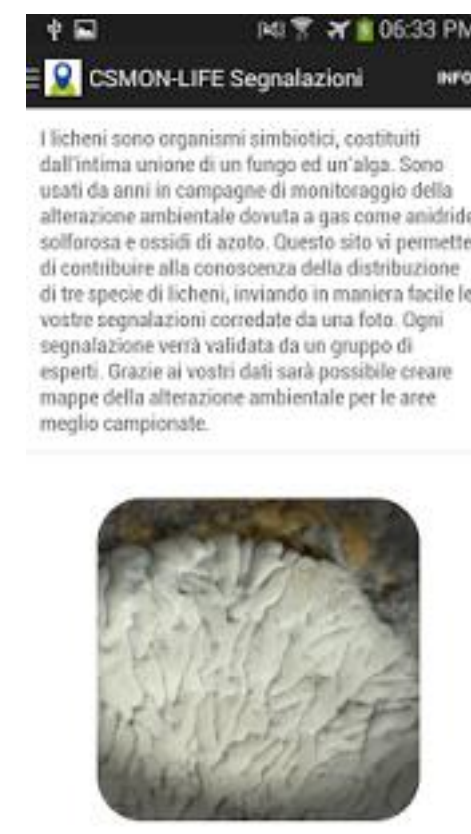 06:33 PM
CSMON-LIFE Segnalazioni INFO
I licheni sono organismi simbiotici, costituiti
dall'intima unione di un fungo ed un'alga. Sono
usati da anni in campagne di monitoraggio della
alterazione ambientale dovuta a gas come anidride
solforosa e ossidi di azoto. Questo sito vi permette
di contribuire alla conoscenza della distribuzione
di tre specie di licheni, inviando in maniera facile le
vostre segnalazioni corredate da una foto. Ogni
segnalazione verrà validata da un gruppo di
esperti. Grazie ai vostri dati sarà possibile creare
mappe della alterazione ambientale per le aree
meglio campionate.